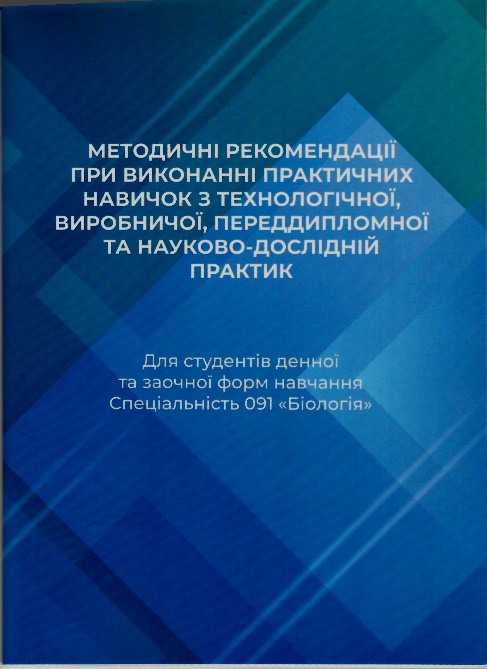 МЕТОДИЧНІ РЕКОМЕНДАЦІЇ
ПРИ ВИКОНАННІ ПРАКТИЧНИХ
НАВИЧОК З ТЕХНОЛОГІЧНОЇ,
ВИРОБНИЧОЇ, ПЕРЕДДИПЛОМНОЇ
ТА НАУКОВО-ДОСЛІДНІЙ
ПРАКТИК
Для студентів денної
та заочної форм навчання
Спеціальність 091 «Біологія»